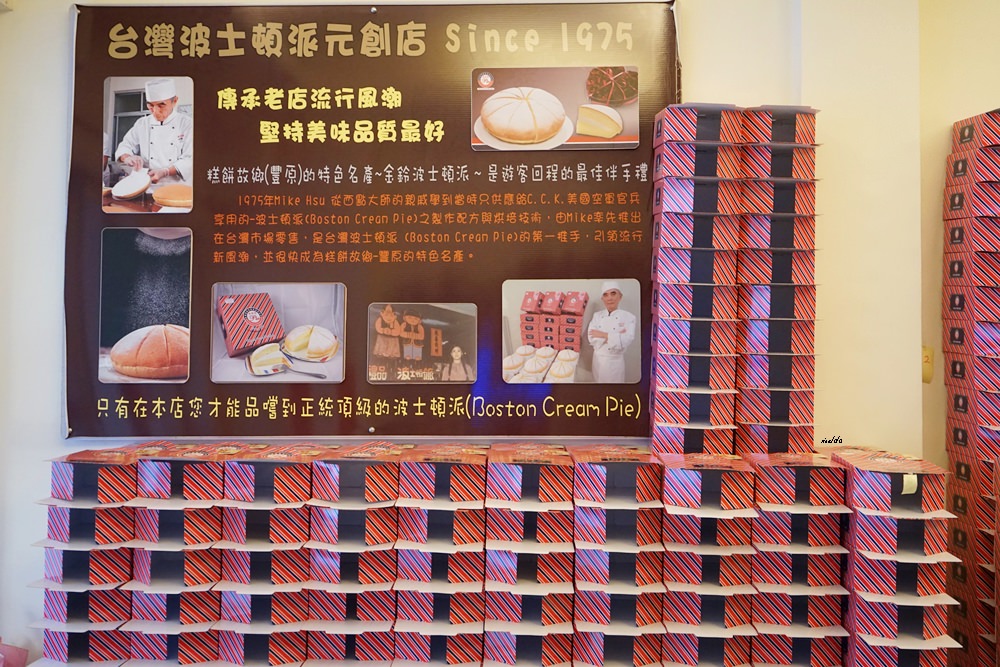 台灣波士頓派元創店 Since 1975
傳承老店流行風潮
堅持美味品質最好
糕餅故鄉(豐原)的特色名產~金鈴波士頓派~是遊客回程的最佳伴手禮
1975年Mike Hsu 從西點大師的親戚學到當時只供應給C.C.K.美國空軍官兵
享用的-波士頓派(Boston Cream Pie)之製作配方與烘培技術，由Mike率先推出
在台灣市場零售，是台灣波士頓派 (Boston Cream Pie)的第一推手，引領流行
新風潮，並很快成為糕餅故鄉-豐原的特色名產。
只有在本店您才能品嚐到正統頂級的波士頓派(Boston Cream Pie)